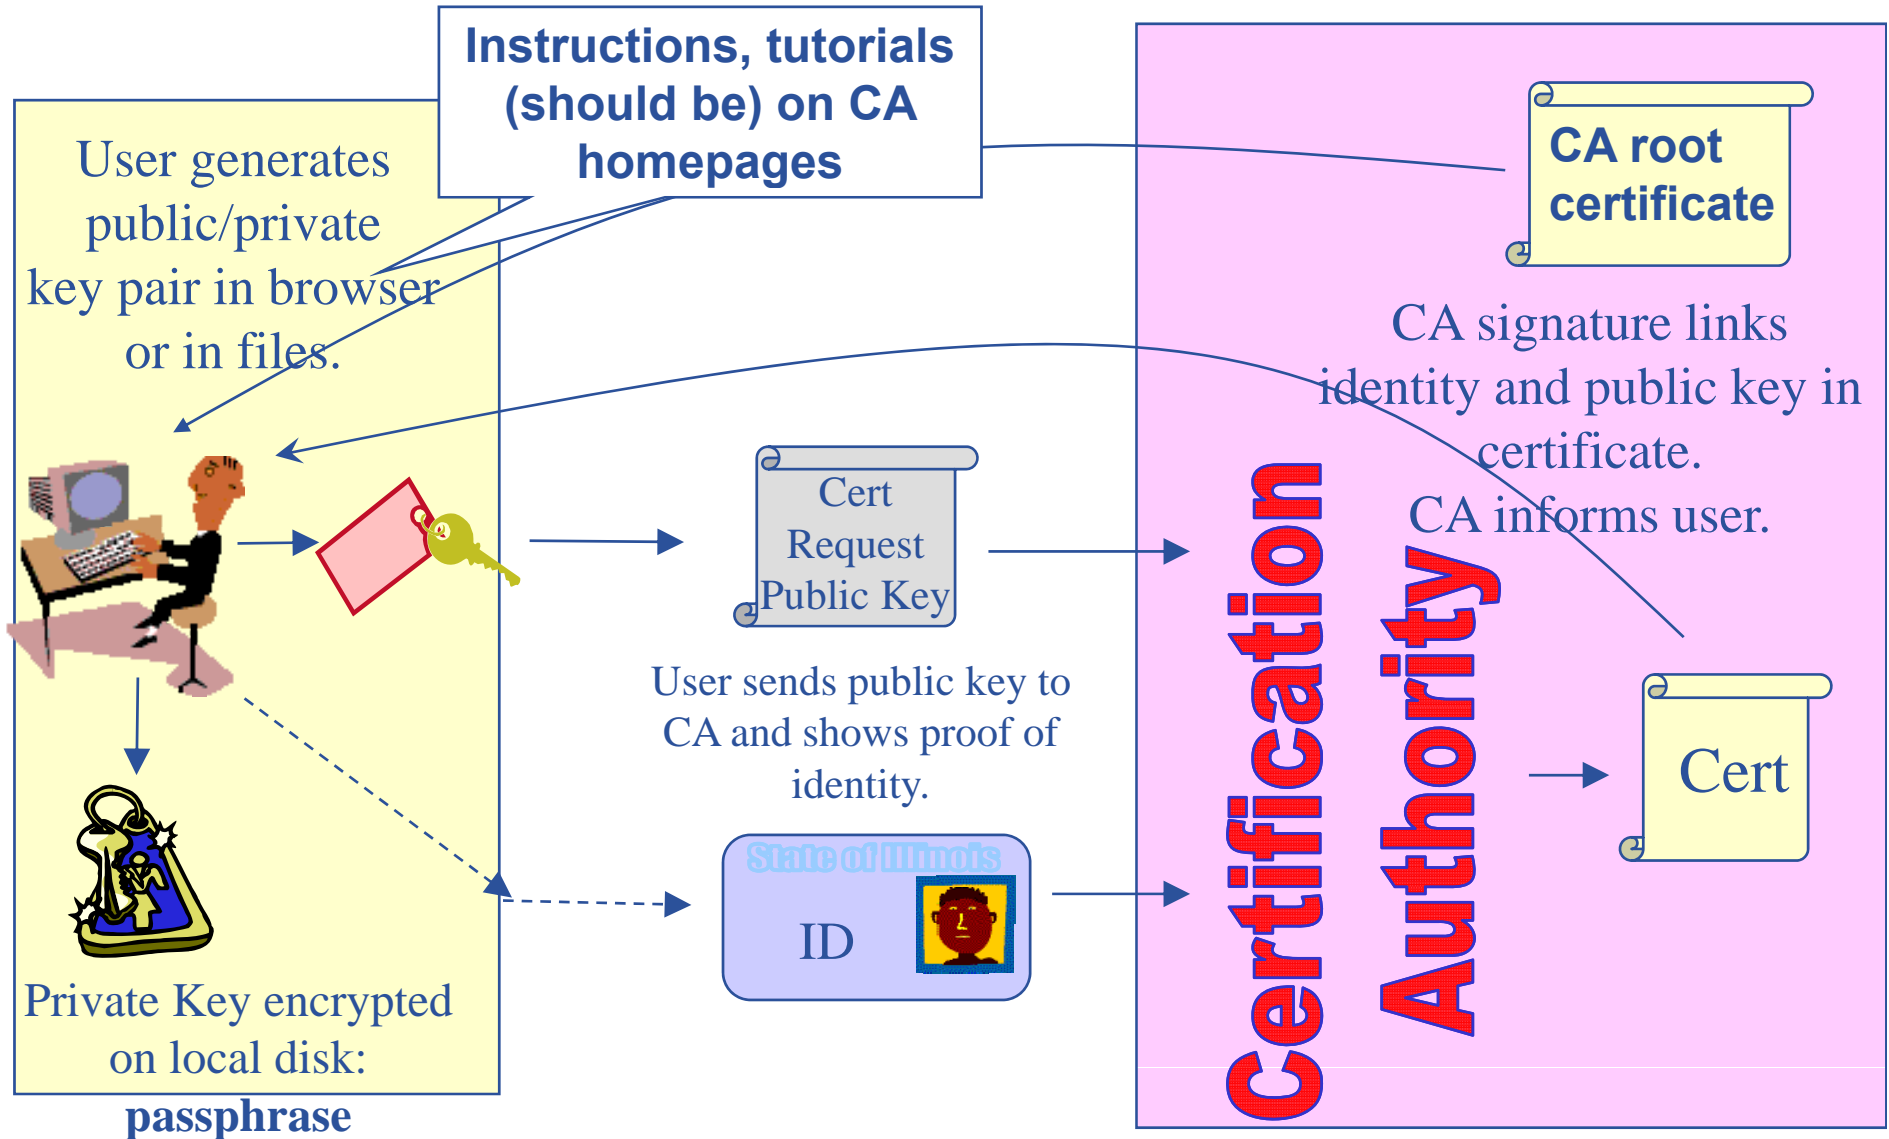 Instructions, tutorials
(should be) on CA
homepages
User generates
public/private
key pair in browser
or in files.
CA root
certificate
CA signature links
identity and public key in
certificate.
CA informs user.
Cert
Request
Public Key
User sends public key to
CA and shows proof of
identity.
State of Illinois
ID
Certification
Authority
Cert
Private Key encrypted
on local disk:
passphrase